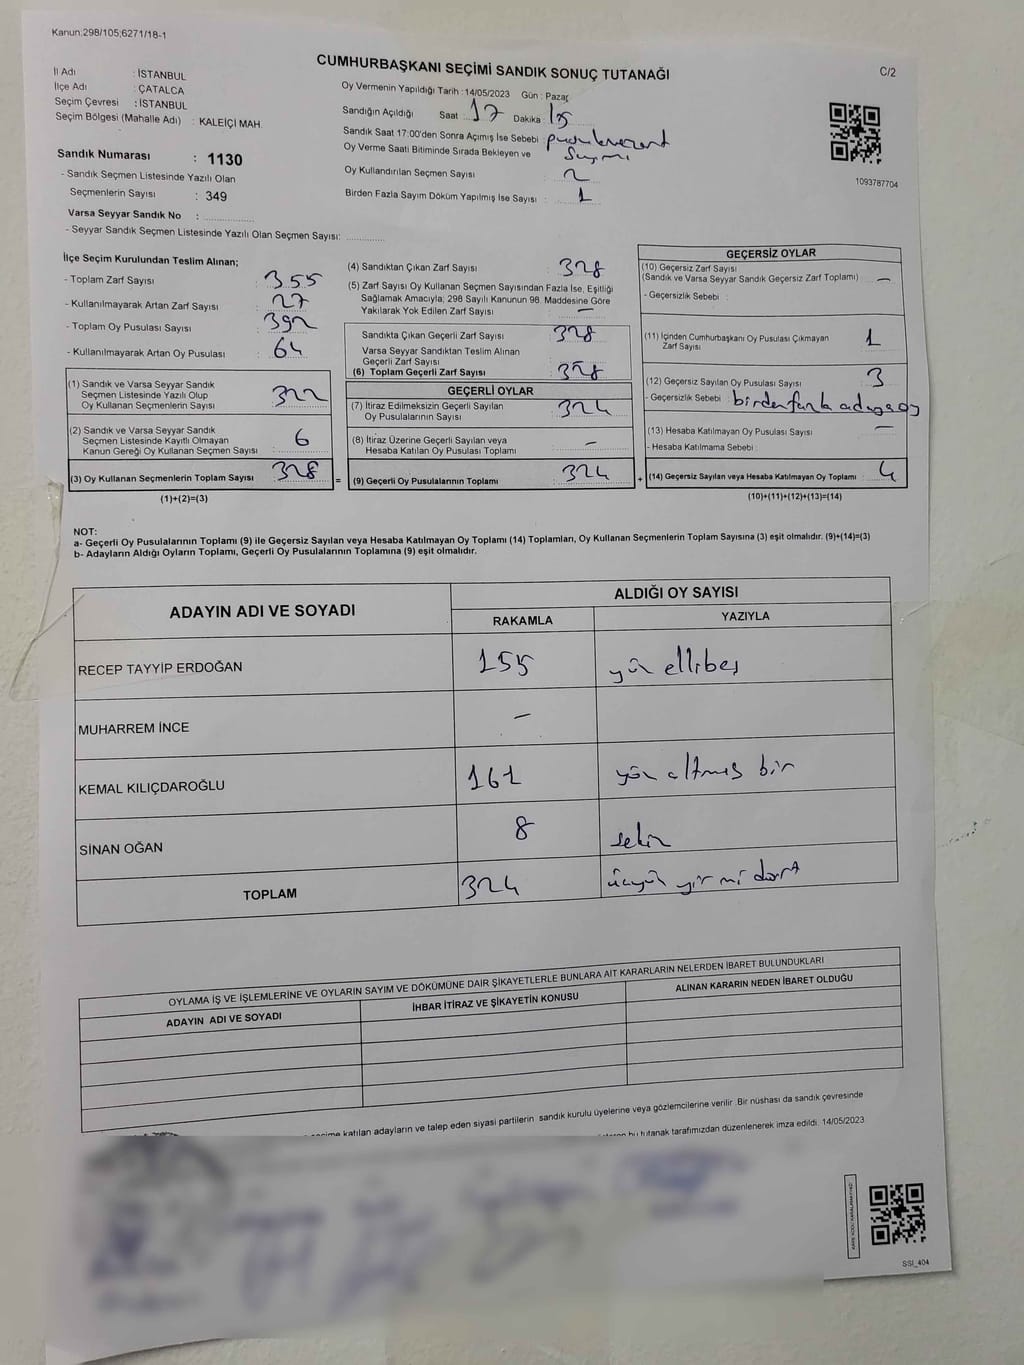 Kanun:298/105;6271/18-1
CUMHURBAŞKANI SEÇİMİ SANDIK SONUÇ TUTANAĞI
C/2
İl Adı : İSTANBUL
İlçe Adı : ÇATALCA
Seçim Çevresi : İSTANBUL
Seçim Bölgesi (Mahalle Adı) : KALEİÇİ MAH.
Sandık Numarası : 1130
- Sandık Seçmen Listesinde Yazılı Olan
Seçmenlerin Sayısı : 349
Varsa Seyyar Sandık No :
- Seyyar Sandık Seçmen Listesinde Yazılı Olan Seçmen Sayısı:
Oy Vermenin Yapıldığı Tarih :14/05/2023 Gün : Pazar
Sandığın Açıldığı Saat : 17 Dakika : 15
Sandık Saat 17:00'den Sonra Açımış İse Sebebi :
Oy Verme Saati Bitiminde Sırada Bekleyen ve
Oy Kullandırılan Seçmen Sayısı : 2
Birden Fazla Sayım Döküm Yapılmış İse Sayısı : 1
1093787704
İlçe Seçim Kurulundan Teslim Alınan;
- Toplam Zarf Sayısı : 355
- Kullanılmayarak Artan Zarf Sayısı : 27
- Toplam Oy Pusulası Sayısı : 392
- Kullanılmayarak Artan Oy Pusulası : 64
(1) Sandık ve Varsa Seyyar Sandık
Seçmen Listesinde Yazılı Olup
Oy Kullanan Seçmenlerin Sayısı : 322
(2) Sandık ve Varsa Seyyar Sandık
Seçmen Listesinde Kayıtlı Olmayan
Kanun Gereği Oy Kullanan Seçmen Sayısı : 6
(3) Oy Kullanan Seçmenlerin Toplam Sayısı : 328
(1)+(2)=(3)
(4) Sandıktan Çıkan Zarf Sayısı : 328
(5) Zarf Sayısı Oy Kullanan Seçmen Sayısından Fazla İse, Eşitliği
Sağlamak Amacıyla; 298 Sayılı Kanunun 98. Maddesine Göre
Yakılarak Yok Edilen Zarf Sayısı : -
Sandıkta Çıkan Geçerli Zarf Sayısı : 328
Varsa Seyyar Sandıktan Teslim Alınan
Geçerli Zarf Sayısı :
(6) Toplam Geçerli Zarf Sayısı : 328
GEÇERLİ OYLAR
(7) İtiraz Edilmeksizin Geçerli Sayılan
Oy Pusulalarının Sayısı : 324
(8) İtiraz Üzerine Geçerli Sayılan veya
Hesaba Katılan Oy Pusulası Toplamı : -
= (9) Geçerli Oy Pusulalarının Toplamı : 324
GEÇERSİZ OYLAR
(10) Geçersiz Zarf Sayısı
(Sandık ve Varsa Seyyar Sandık Geçersiz Zarf Toplamı) : -
- Geçersizlik Sebebi :
(11) İçinden Cumhurbaşkanı Oy Pusulası Çıkmayan
Zarf Sayısı : 1
(12) Geçersiz Sayılan Oy Pusulası Sayısı : 3
- Geçersizlik Sebebi : birden fazla adaya oy
(13) Hesaba Katılmayan Oy Pusulası Sayısı : -
- Hesaba Katılmama Sebebi :
+ (14) Geçersiz Sayılan veya Hesaba Katılmayan Oy Toplamı : 4
(10)+(11)+(12)+(13)=(14)
NOT:
a- Geçerli Oy Pusulalarının Toplamı (9) ile Geçersiz Sayılan veya Hesaba Katılmayan Oy Toplamı (14) Toplamları, Oy Kullanan Seçmenlerin Toplam Sayısına (3) eşit olmalıdır. (9)+(14)=(3)
b- Adayların Aldığı Oyların Toplamı, Geçerli Oy Pusulalarının Toplamına (9) eşit olmalıdır.
ADAYIN ADI VE SOYADI
ALDIĞI OY SAYISI
RAKAMLA YAZIYLA
RECEP TAYYİP ERDOĞAN 155 yüz ellibeş
MUHARREM İNCE -
KEMAL KILIÇDAROĞLU 161 yüz altmış bir
SİNAN OĞAN 8 sekiz
TOPLAM 324 üçyüz yirmi dört
OYLAMA İŞ VE İŞLEMLERİNE VE OYLARIN SAYIM VE DÖKÜMÜNE DAİR ŞİKAYETLERLE BUNLARA AİT KARARLARIN NELERDEN İBARET BULUNDUKLARI
ADAYIN ADI VE SOYADI İHBAR İTİRAZ VE ŞİKAYETİN KONUSU ALINAN KARARIN NEDEN İBARET OLDUĞU
katılan adayların ve talep eden siyasi partilerin sandık kurulu üyelerine veya gözlemcilerine verilir .Bir nüshası da sandık çevresinde
bu tutanak tarafımızdan düzenlenerek imza edildi. 14/05/2023
SSI_404